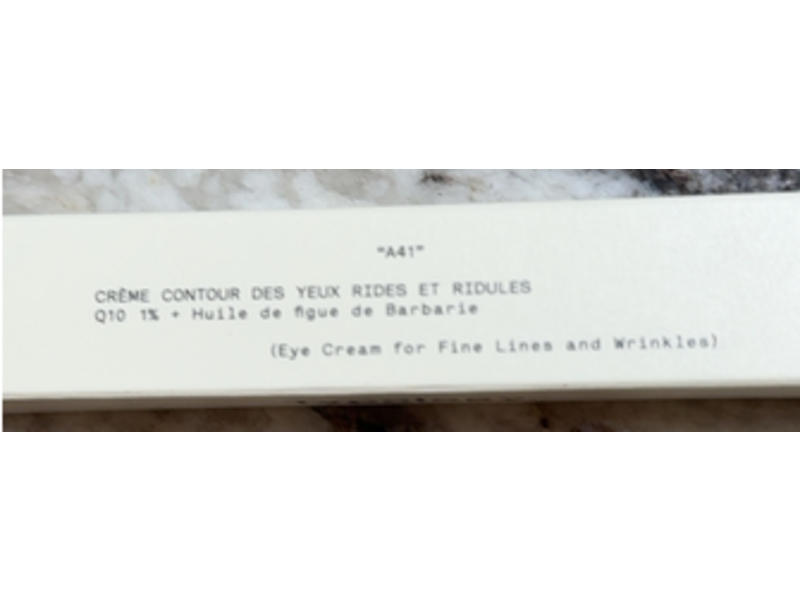 "A41"
CRÈME CONTOUR DES YEUX RIDES ET RIDULES
Q10 1% + Huile de figue de Barbarie
(Eye Cream for Fine Lines and Wrinkles)